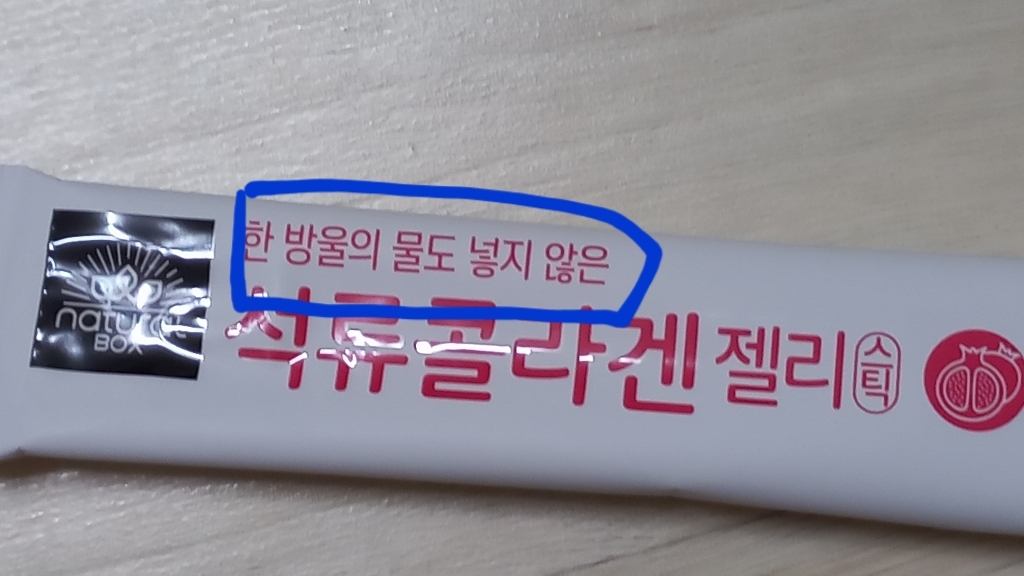 natural
BOX
한 방울의 물도 넣지 않은
석류콜라겐 젤리 스틱